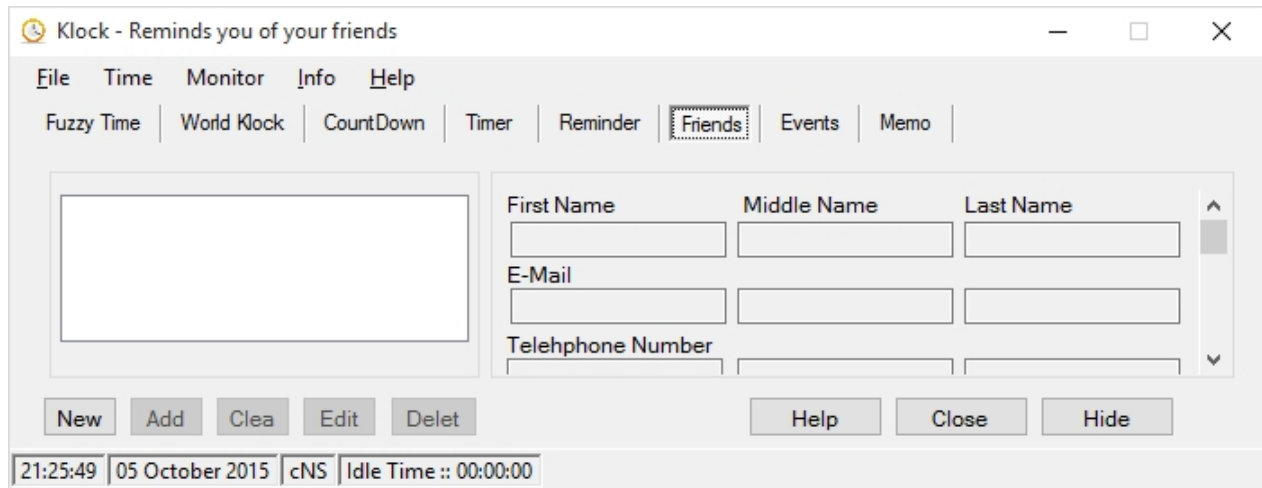 Klock - Reminds you of your friends
File Time Monitor Info Help
Fuzzy Time World Klock CountDown Timer Reminder Friends Events Memo
First Name Middle Name Last Name
E-Mail
Telehphone Number
New Add Clea Edit Delet Help Close Hide
21:25:49 05 October 2015 cNS Idle Time :: 00:00:00